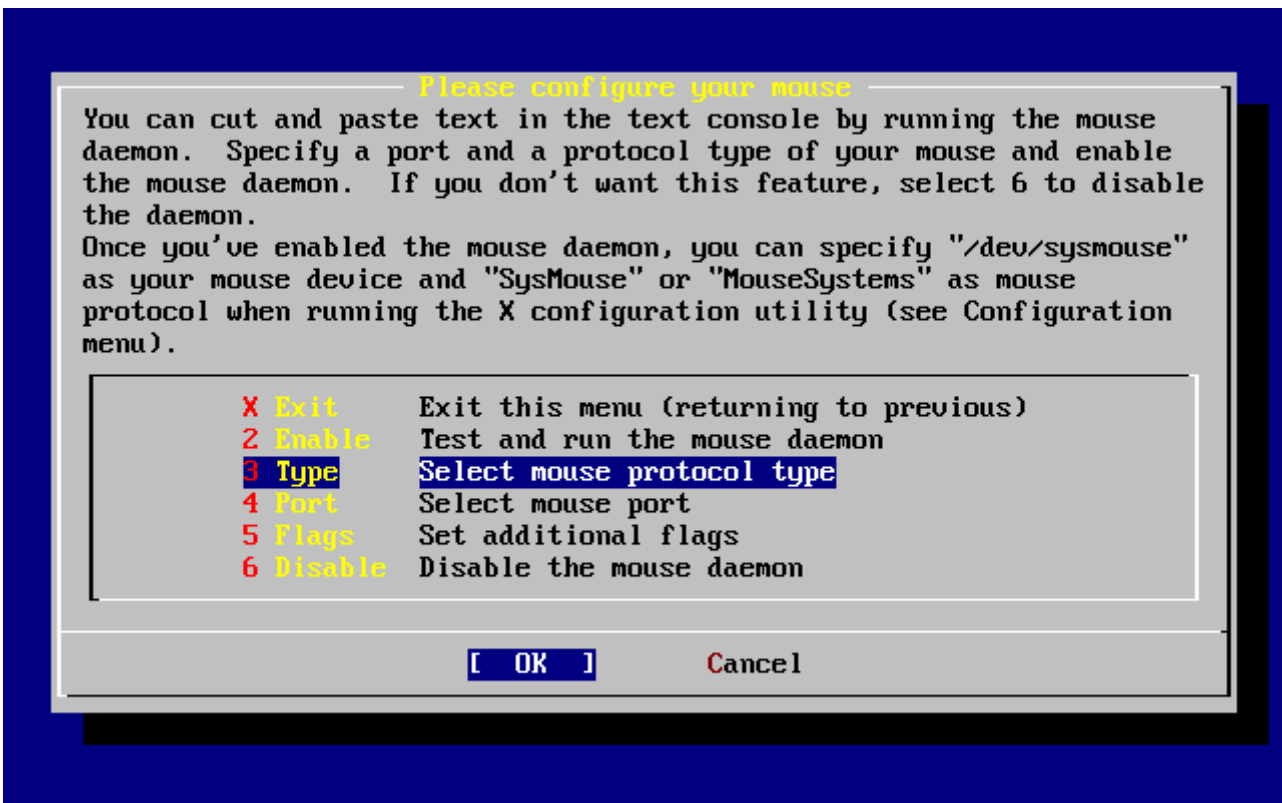 Please configure your mouse
You can cut and paste text in the text console by running the mouse
daemon.  Specify a port and a protocol type of your mouse and enable
the mouse daemon.  If you don't want this feature, select 6 to disable
the daemon.
Once you've enabled the mouse daemon, you can specify "/dev/sysmouse"
as your mouse device and "SysMouse" or "MouseSystems" as mouse
protocol when running the X configuration utility (see Configuration
menu).
X Exit     Exit this menu (returning to previous)
2 Enable   Test and run the mouse daemon
3 Type     Select mouse protocol type
4 Port     Select mouse port
5 Flags    Set additional flags
6 Disable  Disable the mouse daemon
[  OK  ]       Cancel